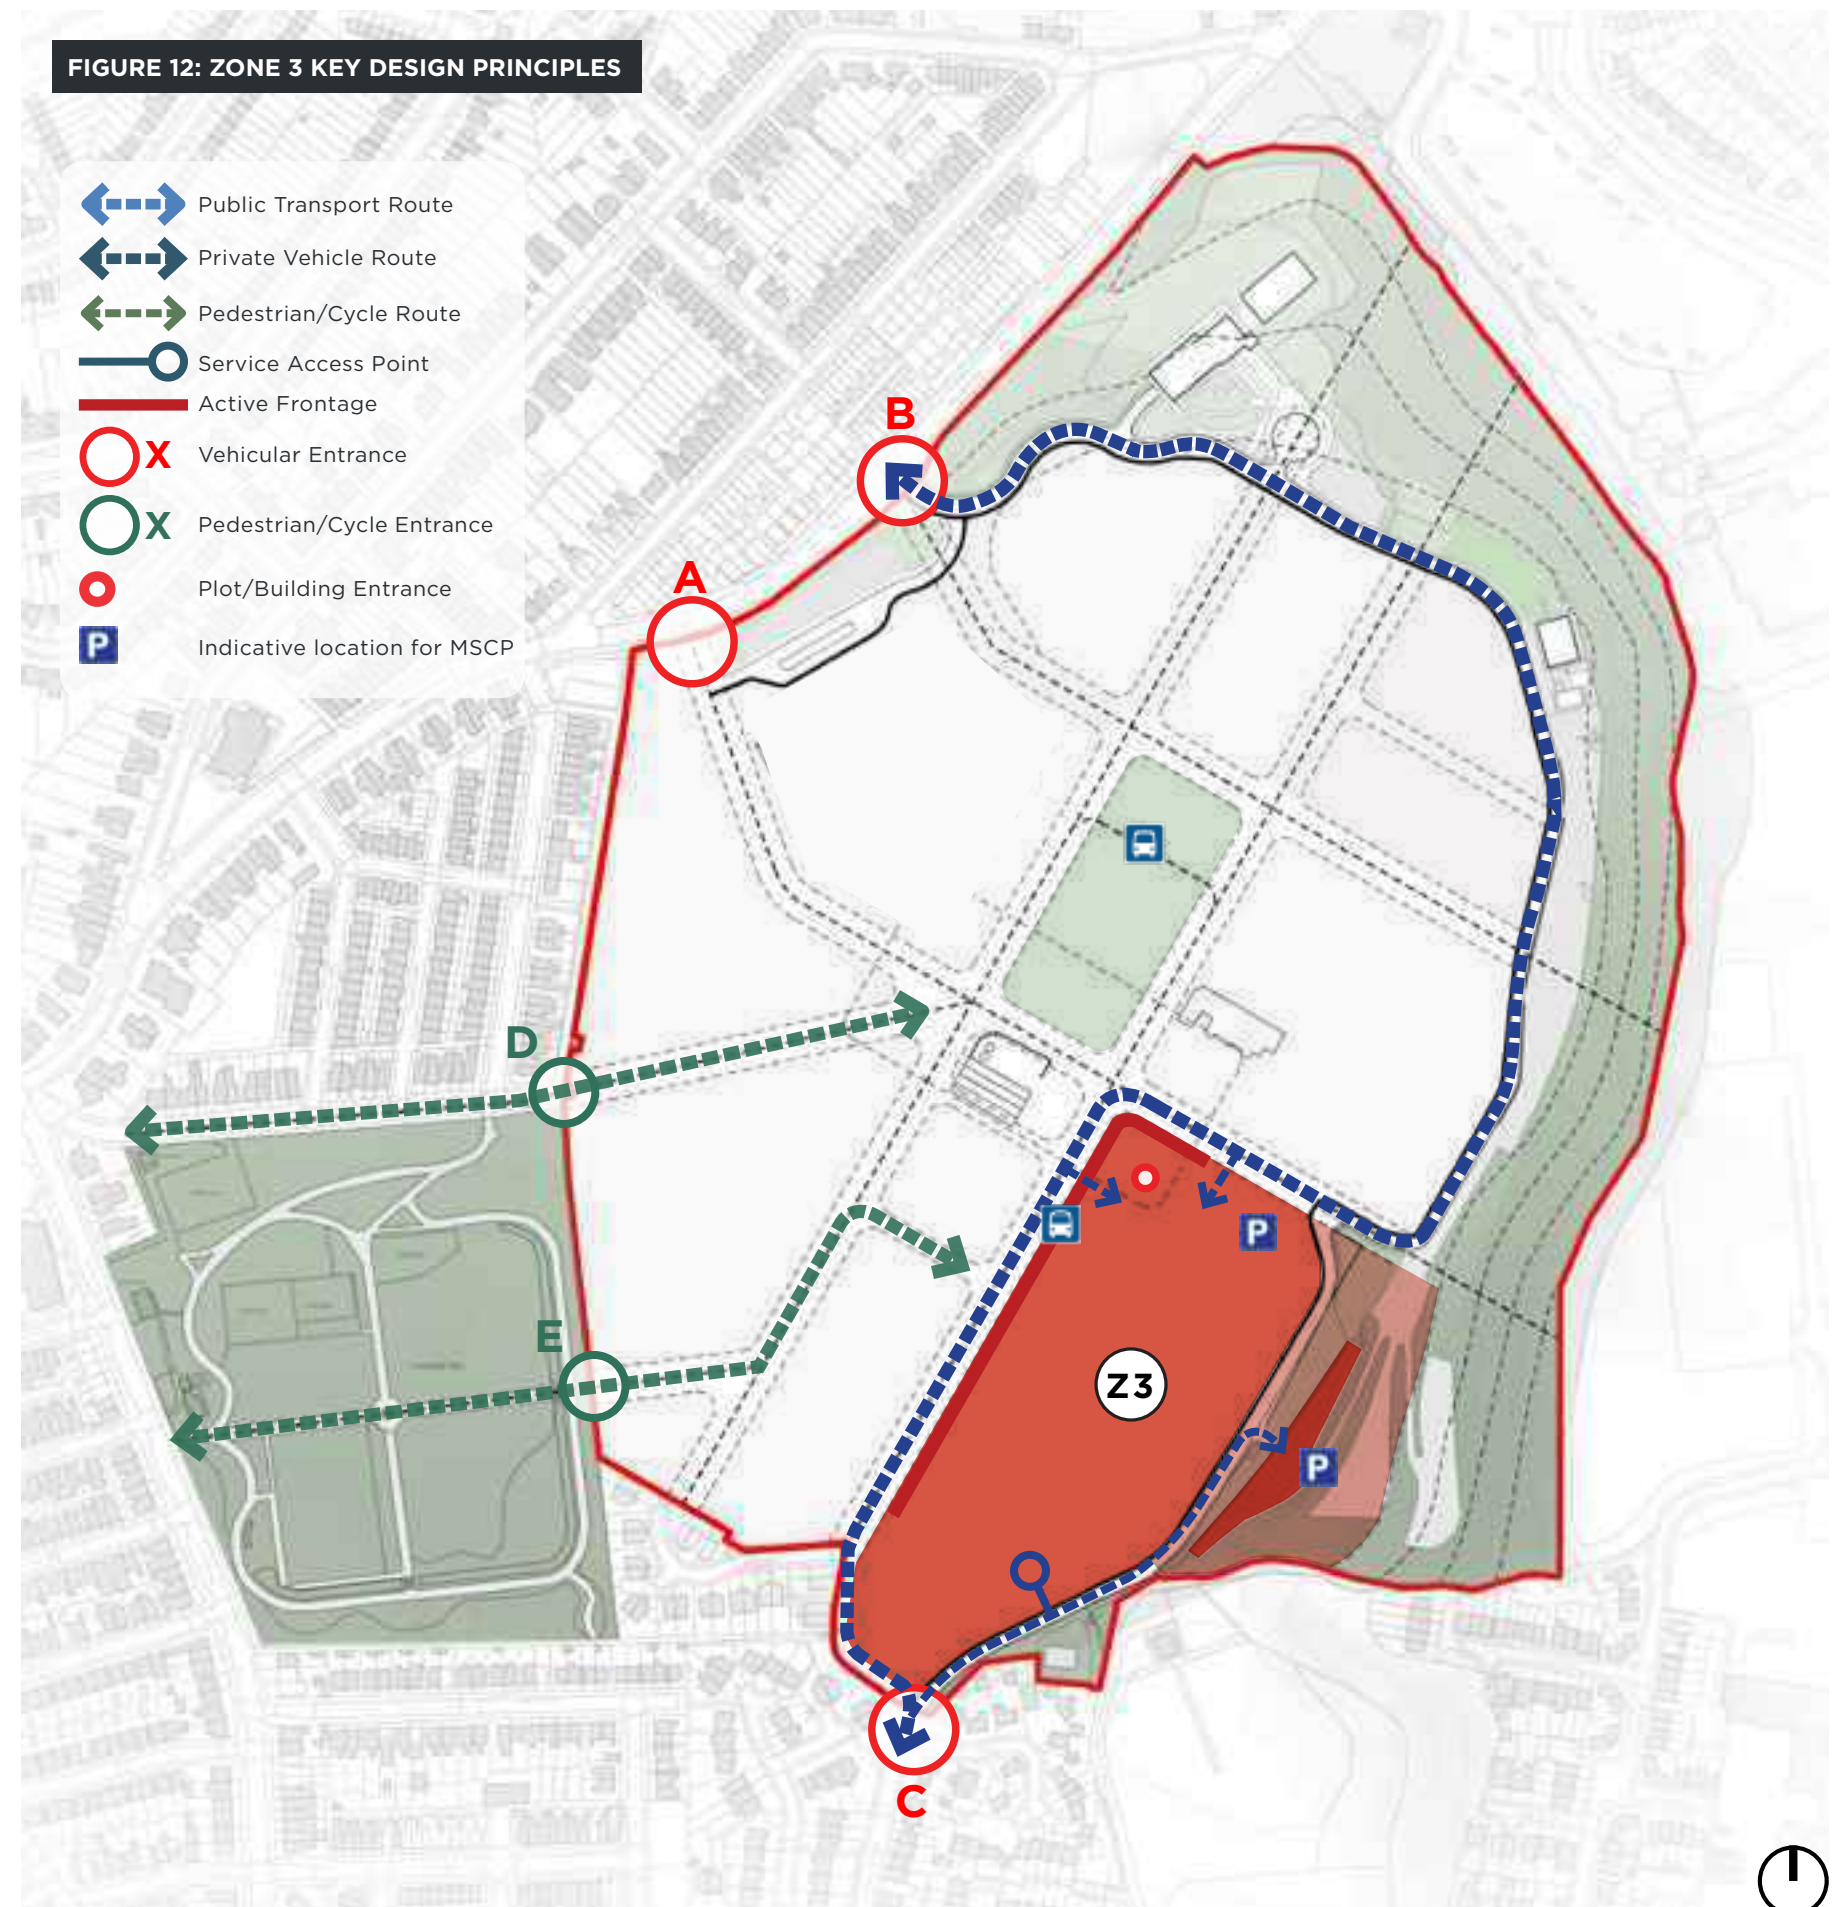 FIGURE 12: ZONE 3 KEY DESIGN PRINCIPLES
Public Transport Route
Private Vehicle Route
Pedestrian/Cycle Route
Service Access Point
Active Frontage
X Vehicular Entrance
X Pedestrian/Cycle Entrance
Plot/Building Entrance
P Indicative location for MSCP
B
A
D
P
E
Z3
P
C